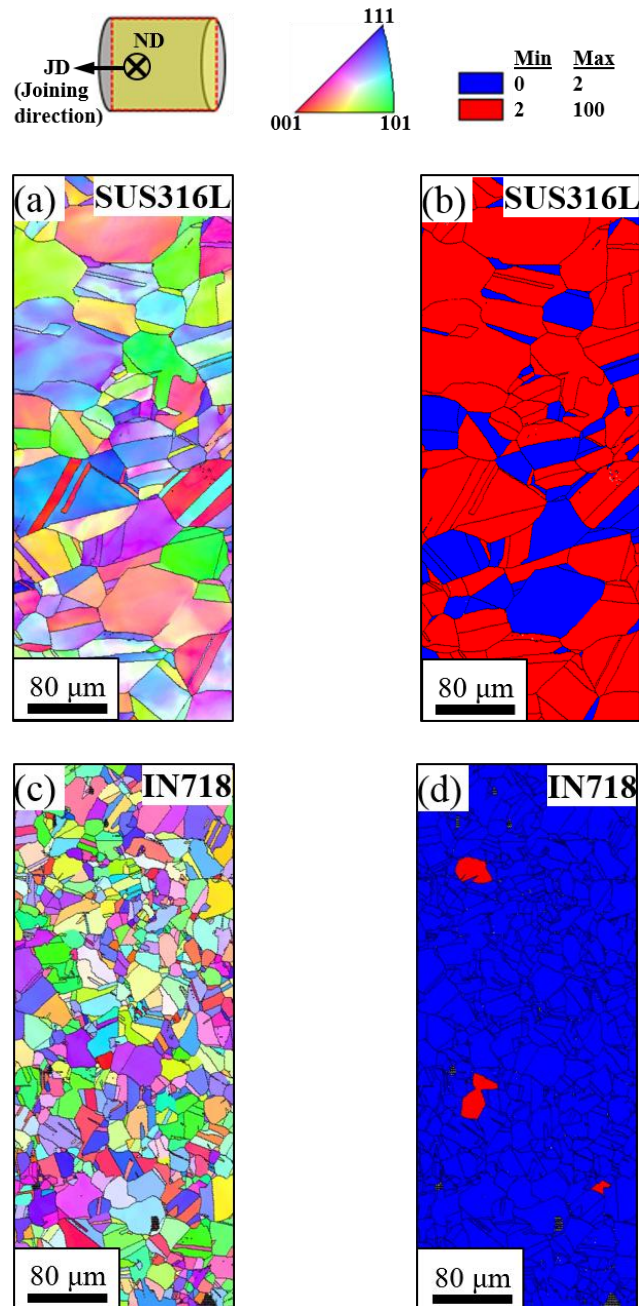 ND
JD
(Joining
direction)
111
001
101
Min Max
0 2
2 100
(a) SUS316L
(b) SUS316L
80 µm
80 µm
(c) IN718
(d) IN718
80 µm
80 µm